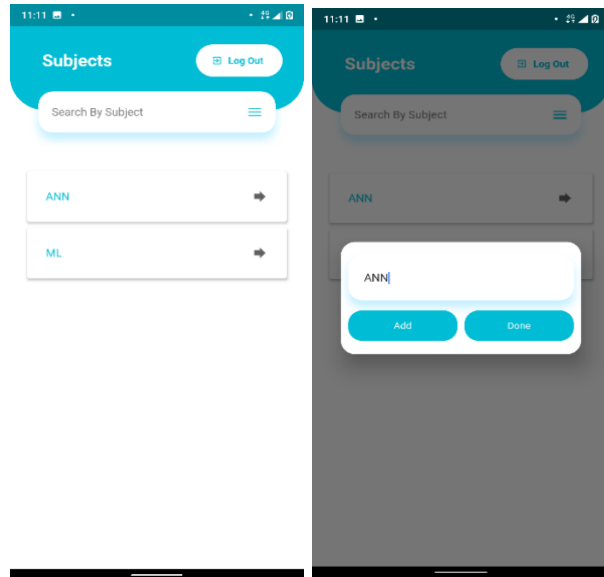 11:11
Subjects
Log Out
Search By Subject
ANN
ML
11:11
Subjects
Log Out
Search By Subject
ANN
ANN
Add
Done